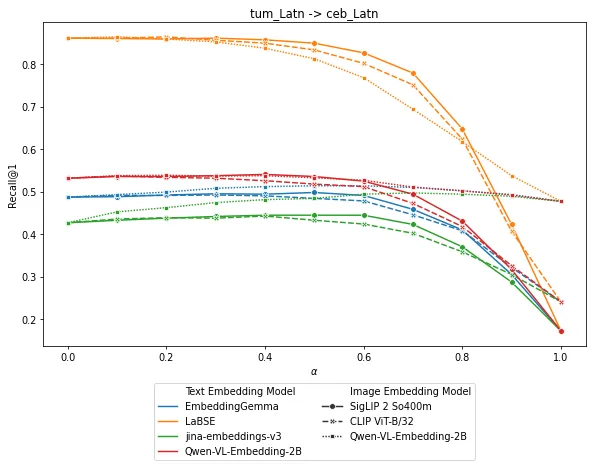 tum_Latn -> ceb_Latn
Recall@1
0.8
0.7
0.6
0.5
0.4
0.3
0.2
0.0 0.2 0.4 0.6 0.8 1.0
α
Text Embedding Model Image Embedding Model
EmbeddingGemma SigLIP 2 So400m
LaBSE CLIP ViT-B/32
jina-embeddings-v3 Qwen-VL-Embedding-2B
Qwen-VL-Embedding-2B